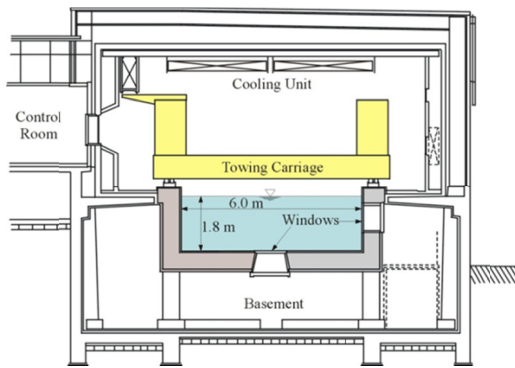 Cooling Unit
Control
Room
Towing Carriage
6.0 m
Windows
1.8 m
Basement